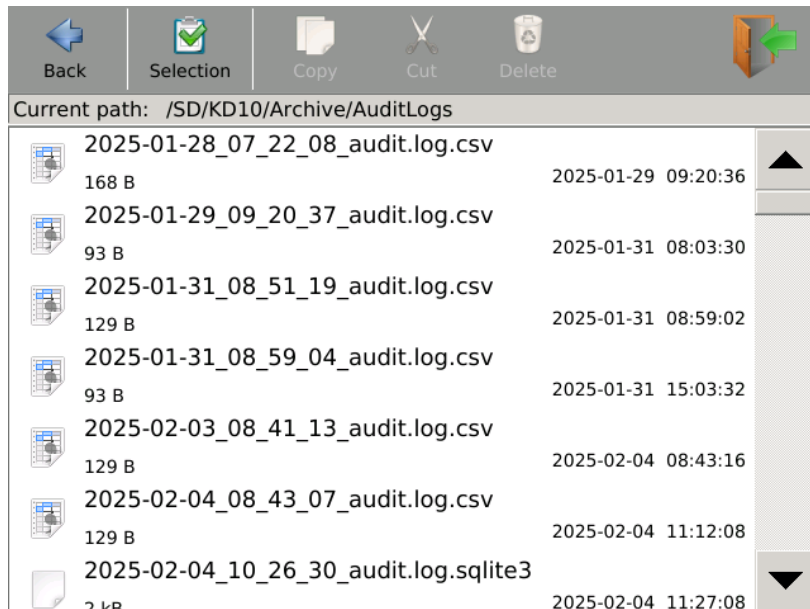 Back Selection Copy Cut Delete
Current path: /SD/KD10/Archive/AuditLogs
2025-01-28_07_22_08_audit.log.csv
168 B 2025-01-29 09:20:36
2025-01-29_09_20_37_audit.log.csv
93 B 2025-01-31 08:03:30
2025-01-31_08_51_19_audit.log.csv
129 B 2025-01-31 08:59:02
2025-01-31_08_59_04_audit.log.csv
93 B 2025-01-31 15:03:32
2025-02-03_08_41_13_audit.log.csv
129 B 2025-02-04 08:43:16
2025-02-04_08_43_07_audit.log.csv
129 B 2025-02-04 11:12:08
2025-02-04_10_26_30_audit.log.sqlite3
2 kB 2025-02-04 11:27:08